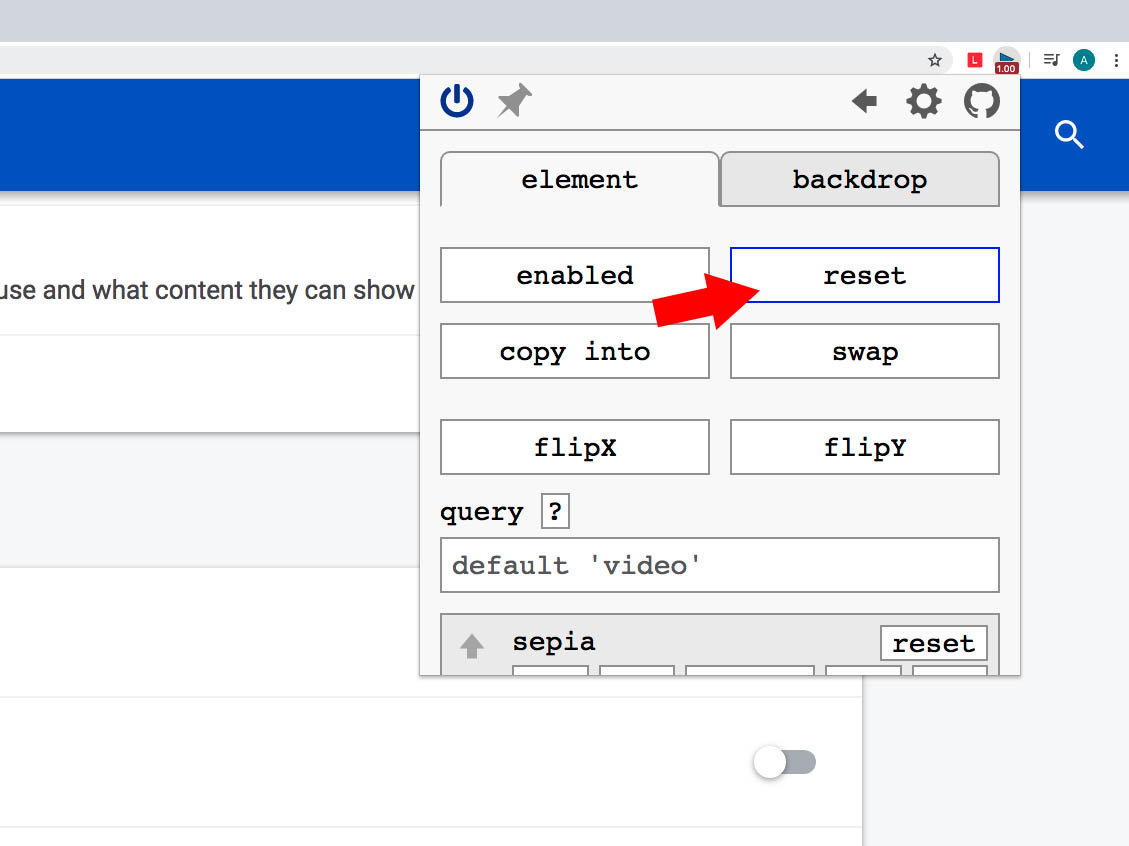 L
1.00
A
element
backdrop
enabled
reset
use and what content they can show
copy into
swap
flipX
flipY
query ?
default 'video'
sepia
reset